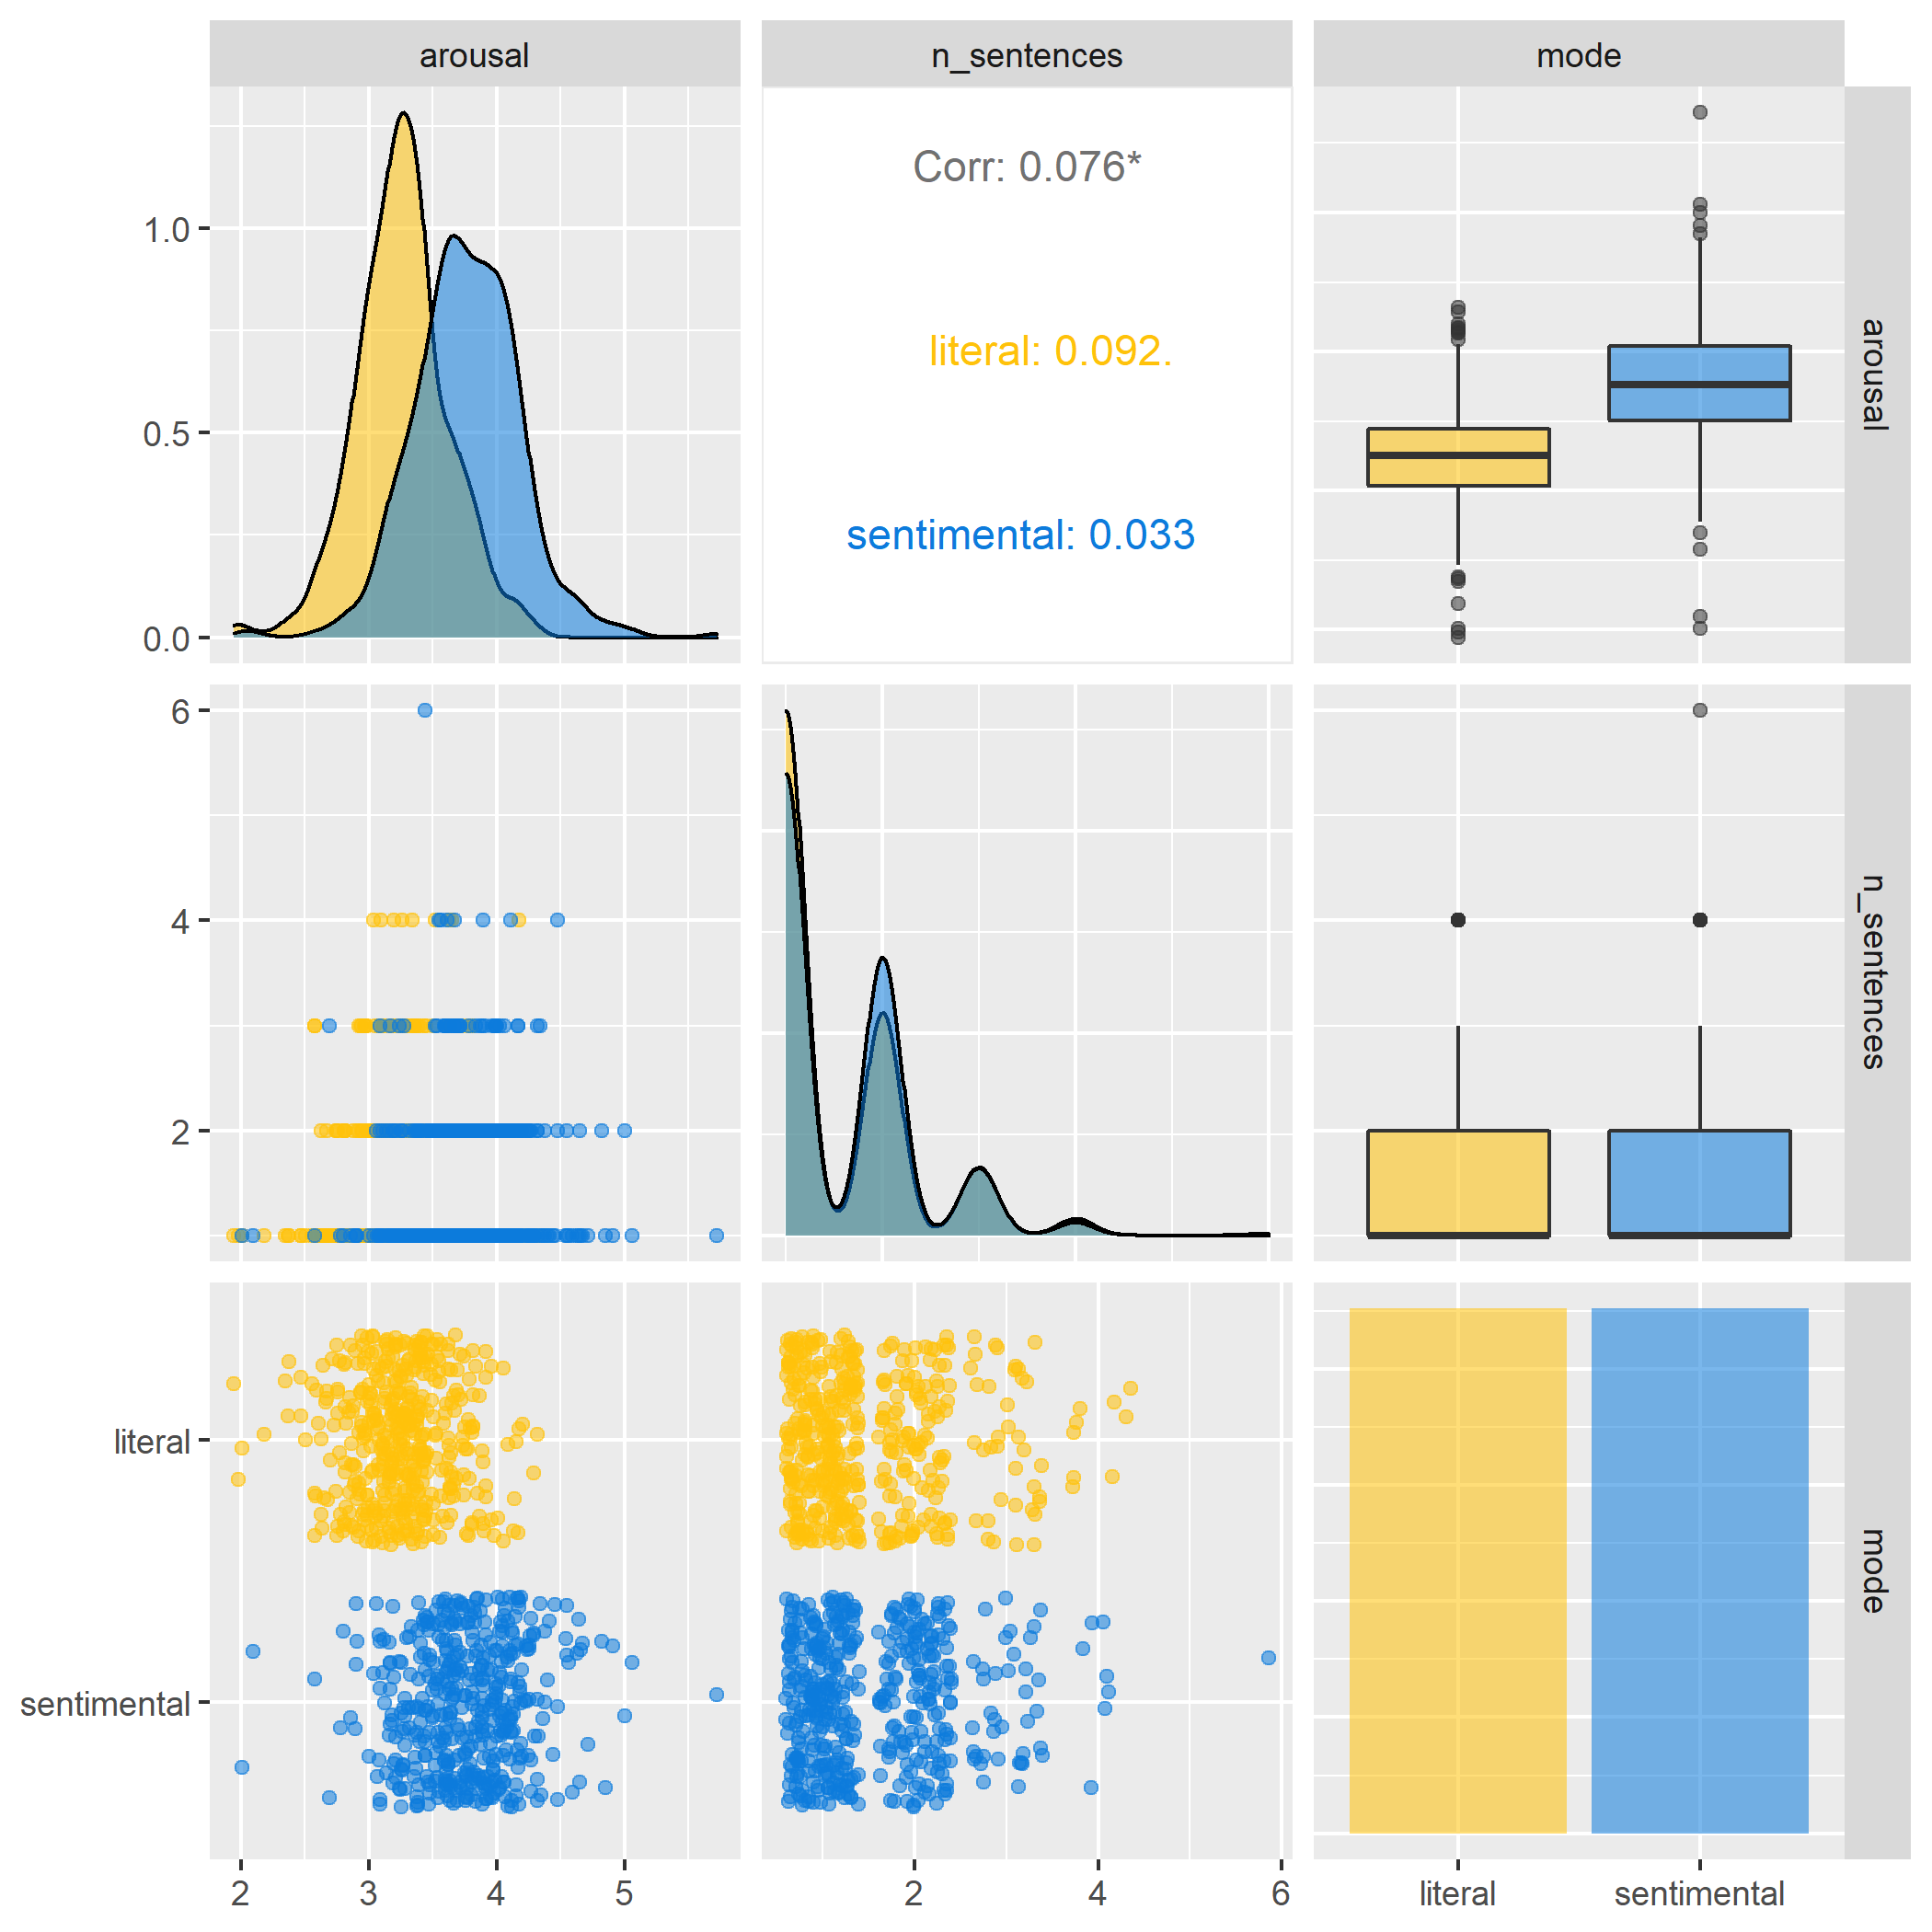 arousal n_sentences mode
Corr: 0.076*
literal: 0.092.
sentimental: 0.033
1.0
0.5
0.0
arousal
6
4
2
n_sentences
literal
sentimental
mode
2 3 4 5 2 4 6 literal sentimental